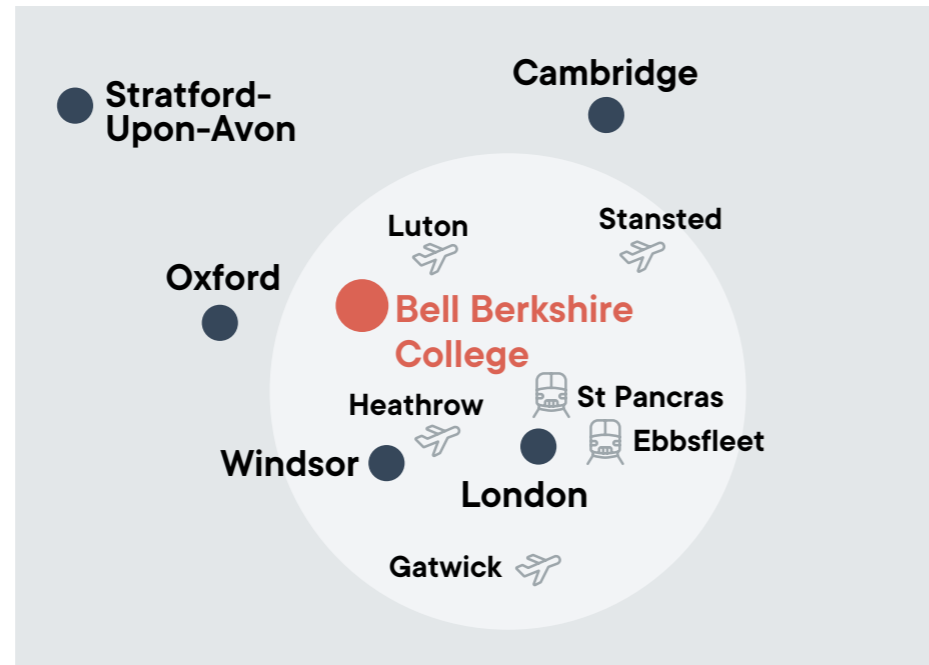 Cambridge
Stratford-
Upon-Avon
Luton
Stansted
Oxford
Bell Berkshire
College
St Pancras
Heathrow
Ebbsfleet
Windsor
London
Gatwick